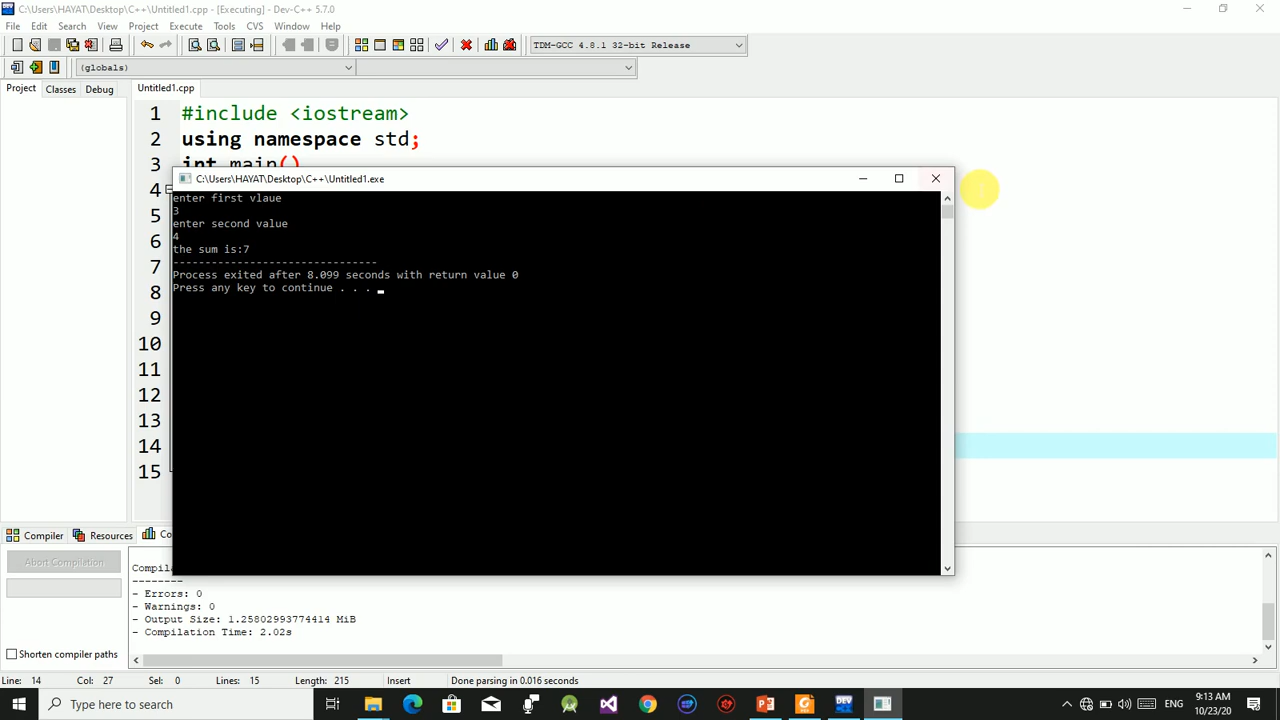 C:\Users\HAYAT\Desktop\C++\Untitled1.cpp - [Executing] - Dev-C++ 5.7.0
File Edit Search View Project Execute Tools CVS Window Help
TDM-GCC 4.8.1 32-bit Release
(globals)
Project Classes Debug Untitled1.cpp
1 #include <iostream>
2 using namespace std;
3 int main()
C:\Users\HAYAT\Desktop\C++\Untitled1.exe
4
enter first vlaue
3
5
enter second value
4
6
the sum is:7
7
--------------------------------
Process exited after 8.099 seconds with return value 0
8
Press any key to continue . . .
9
10
11
12
13
14
15
Compiler Resources Co
Abort Compilation
Compil
--------
- Errors: 0
- Warnings: 0
- Output Size: 1.25802993774414 MiB
- Compilation Time: 2.02s
Shorten compiler paths
Line: 14 Col: 27 Sel: 0 Lines: 15 Length: 215 Insert Done parsing in 0.016 seconds
Type here to search
DEV
ENG
9:13 AM
10/23/20